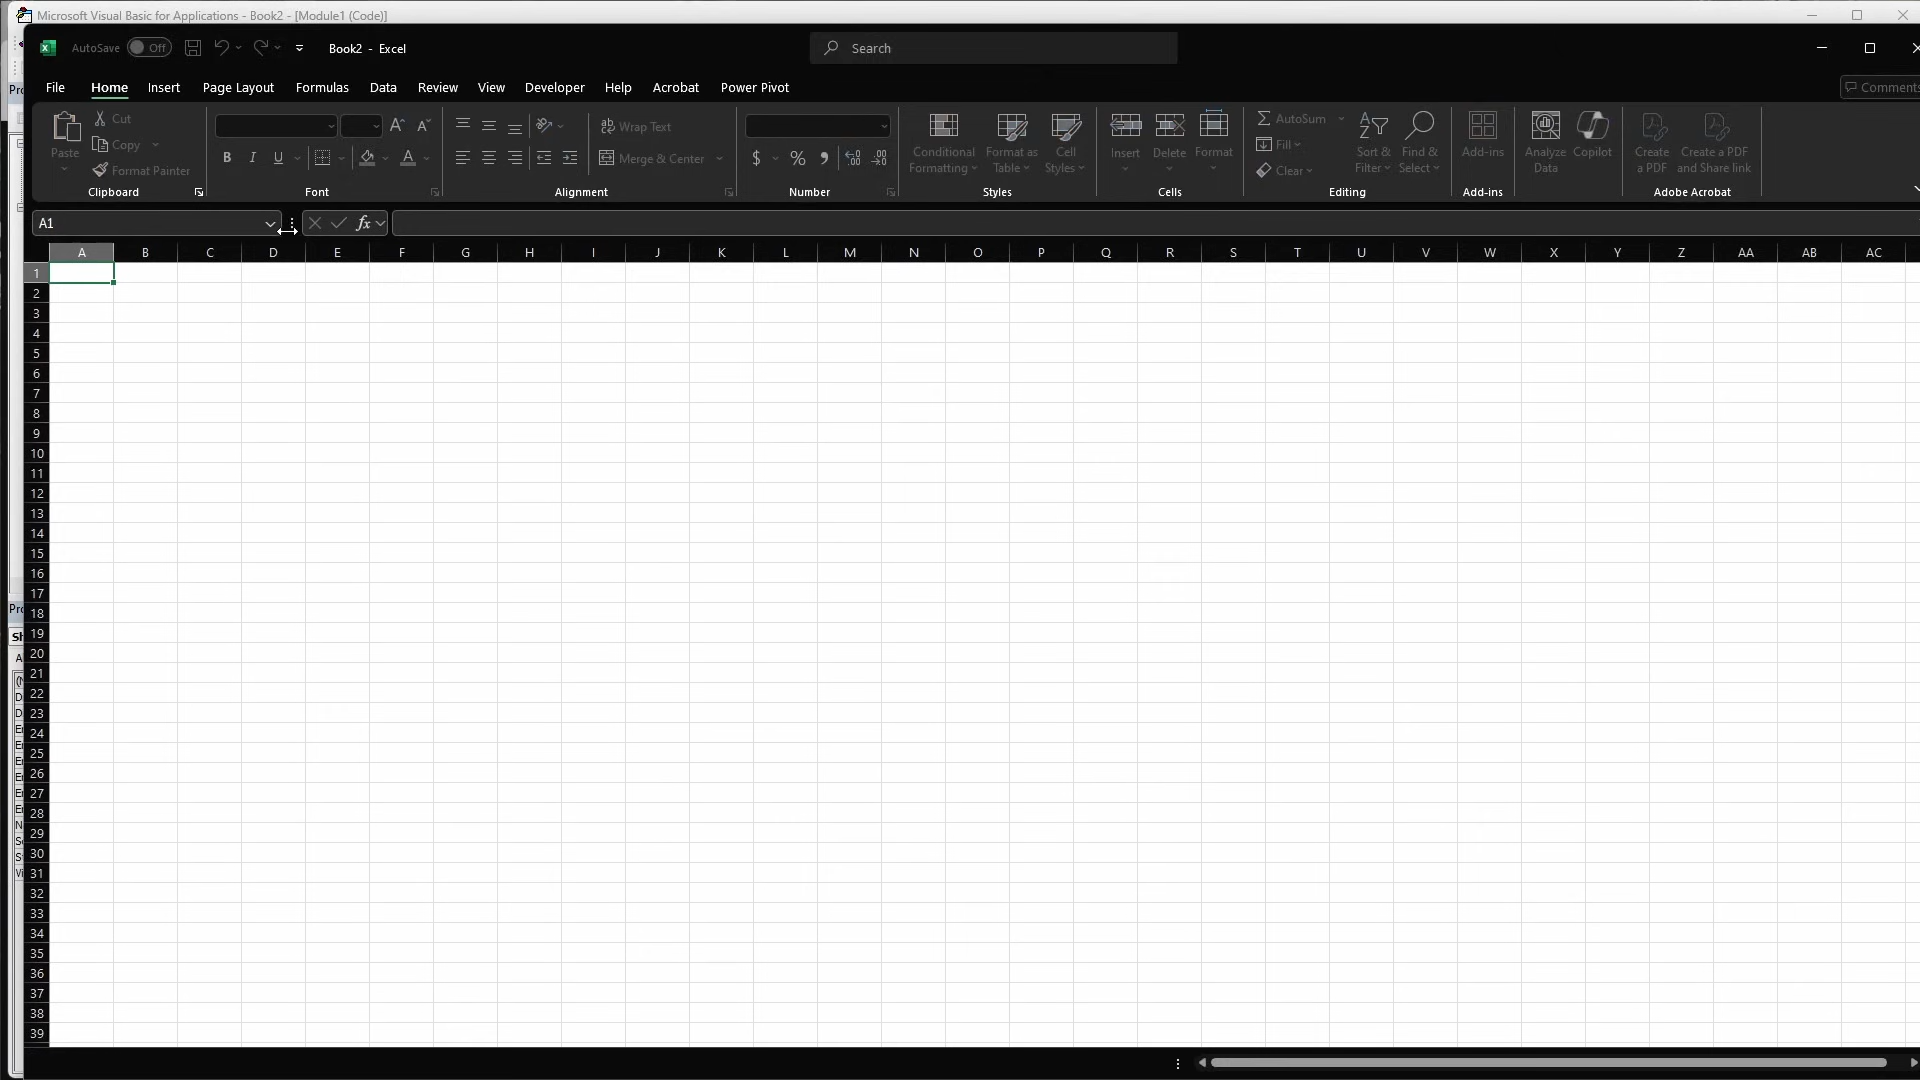 Microsoft Visual Basic for Applications - Book2 - [Module1 (Code)]
AutoSave Off Book2 - Excel Search
File Home Insert Page Layout Formulas Data Review View Developer Help Acrobat Power Pivot Comments
Paste Cut Copy Format Painter
Clipboard
B I U A A A
Font
Wrap Text
Merge & Center
Alignment
$ % ,
Number
Conditional Formatting
Format as Table
Cell Styles
Styles
Insert Delete Format
Cells
AutoSum
Fill
Clear
Sort & Filter
Find & Select
Editing
Add-ins
Add-ins
Analyze Data
Copilot
Create a PDF
Create a PDF and Share link
Adobe Acrobat
A1 fx
A B C D E F G H I J K L M N O P Q R S T U V W X Y Z AA AB AC
1
2
3
4
5
6
7
8
9
10
11
12
13
14
15
16
17
18
19
20
21
22
23
24
25
26
27
28
29
30
31
32
33
34
35
36
37
38
39